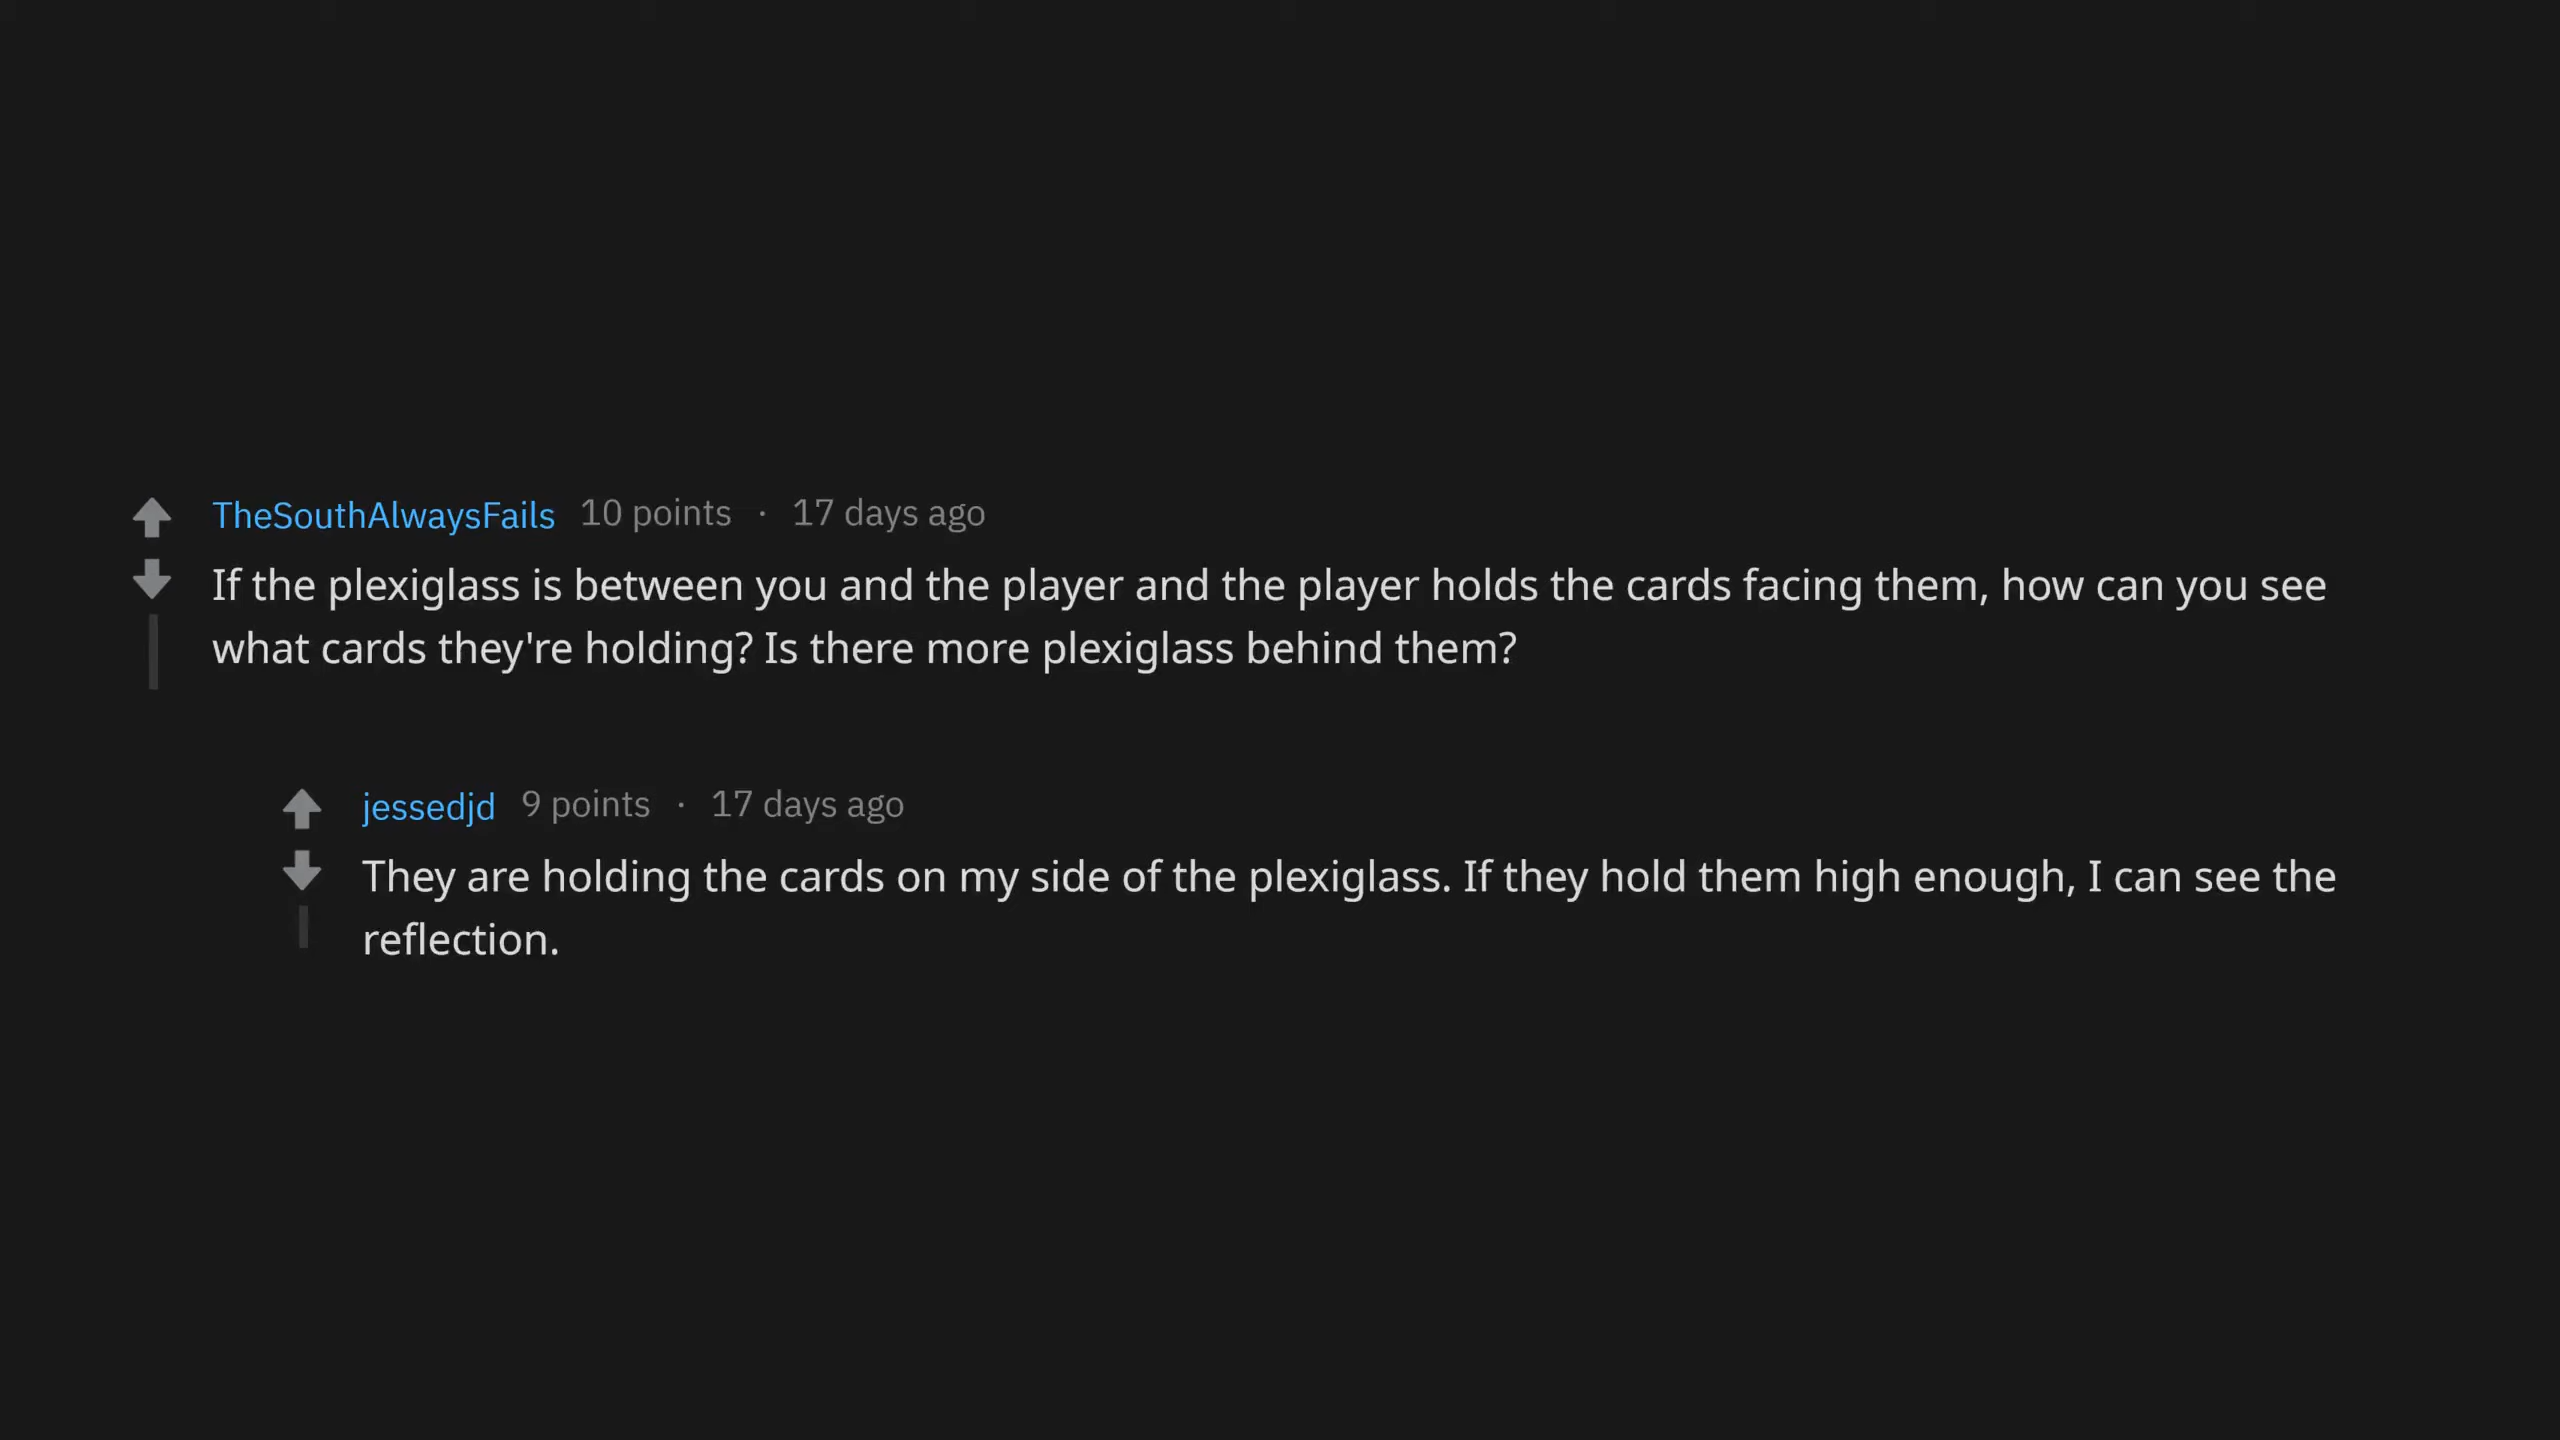 TheSouthAlwaysFails 10 points · 17 days ago
If the plexiglass is between you and the player and the player holds the cards facing them, how can you see
what cards they're holding? Is there more plexiglass behind them?
jessedjd 9 points · 17 days ago
They are holding the cards on my side of the plexiglass. If they hold them high enough, I can see the
reflection.